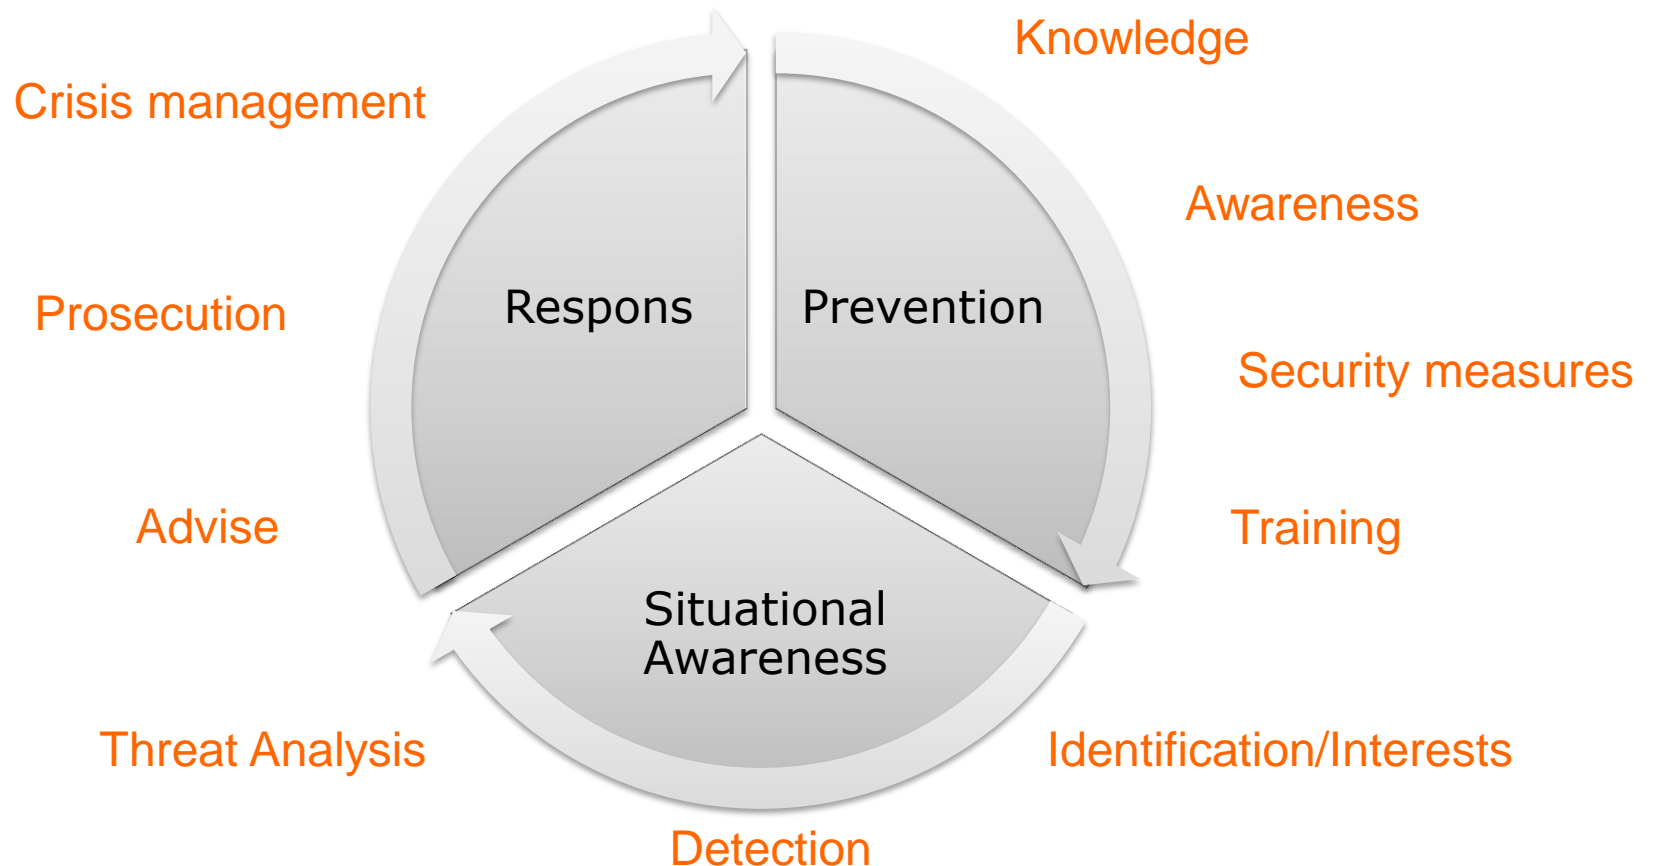 Knowledge
Crisis management
Awareness
Respons
Prevention
Prosecution
Security measures
Advise
Training
Situational
Awareness
Threat Analysis
Identification/Interests
Detection